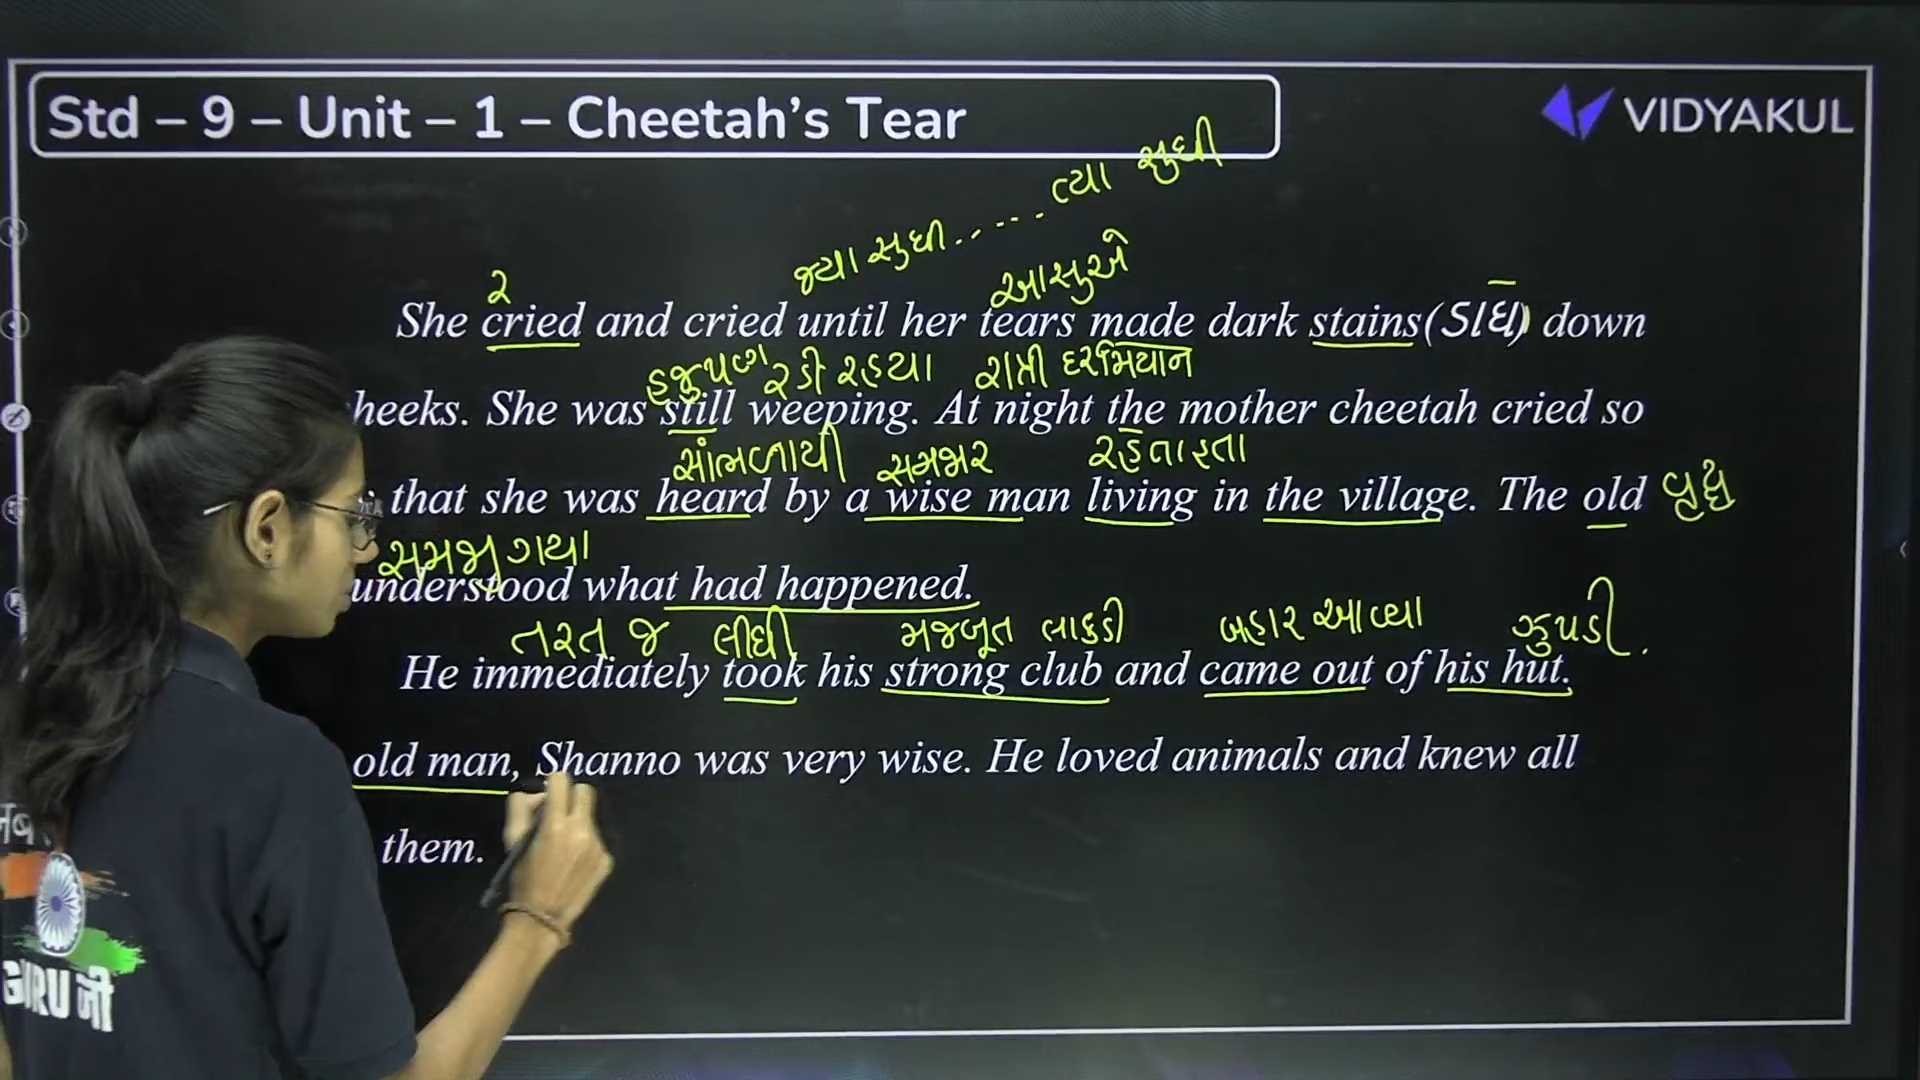 Std – 9 – Unit – 1 – Cheetah's Tear
VIDYAKUL
ત્યા સુધી
જ્યા સુધી.....
૨ આસુએ
She cried and cried until her tears made dark stains(ડાઘ) down
હજુપણ રડી રહયા રાત્રી દરમિયાન
heeks. She was still weeping. At night the mother cheetah cried so
સાંભળાયી સમજદાર રહેતાહતા
that she was heard by a wise man living in the village. The old વૃધ્ધ
સમજી ગયા
understood what had happened.
તરત જ લીધી મજબૂત લાકડી બહાર આવ્યા ઝુપડી.
He immediately took his strong club and came out of his hut.
old man, Shanno was very wise. He loved animals and knew all
them.
GURU जी